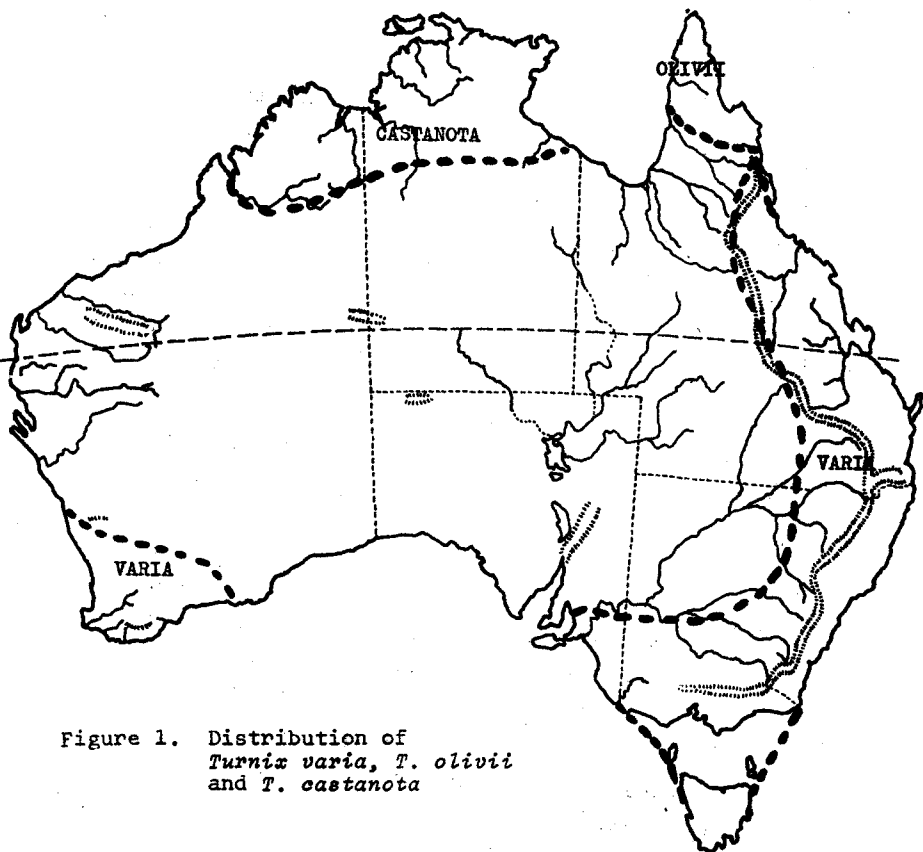 OLIVII
CASTANOTA
VARIA
VARIA
Figure 1. Distribution of
Turnix varia, T. olivii
and T. castanota